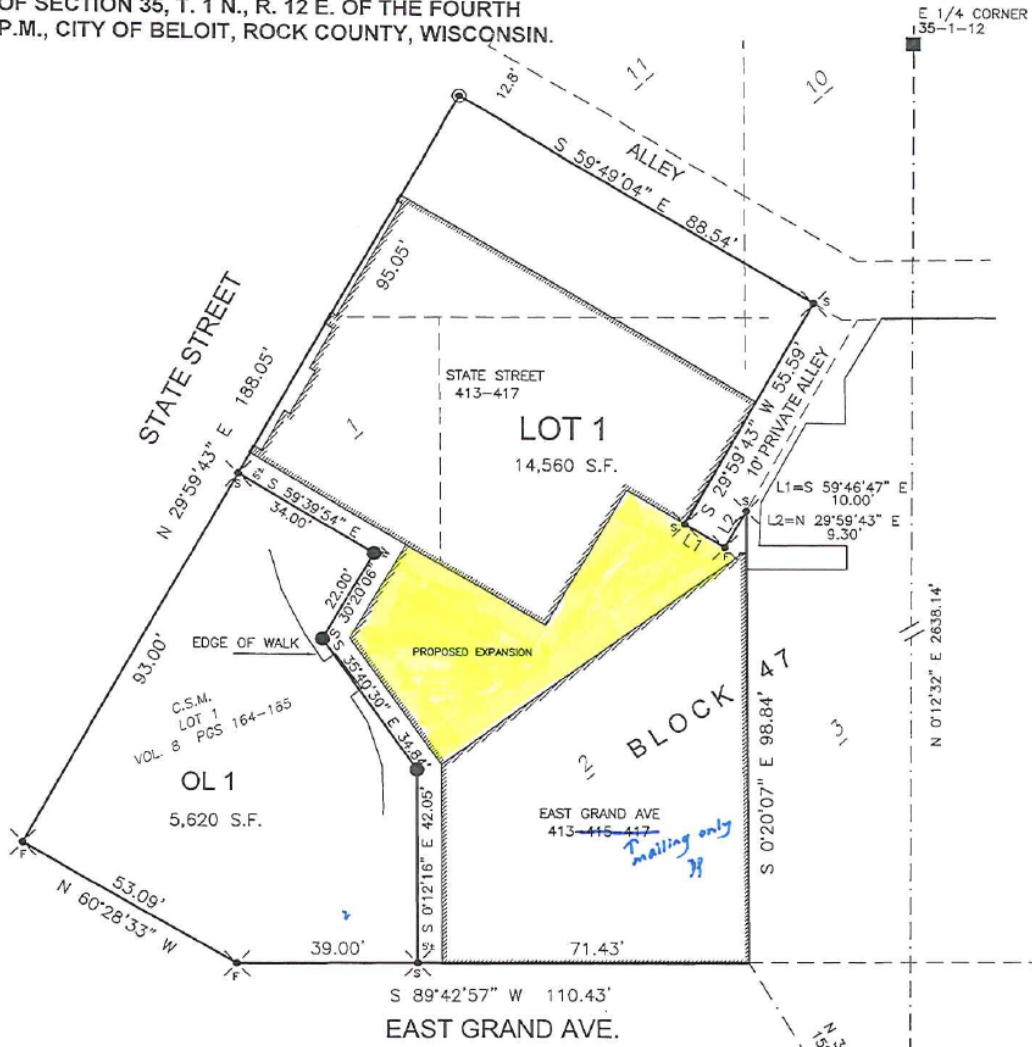 OF SECTION 35, T. 1 N., R. 12 E. OF THE FOURTH
P.M., CITY OF BELOIT, ROCK COUNTY, WISCONSIN.
E 1/4 CORNER
35-1-12
11
10
12.8'
ALLEY
S 59°49'04" E 88.54'
95.05'
STATE STREET
N 29°59'43" E 188.05'
STATE STREET
413-417
1
LOT 1
14,560 S.F.
S 29°59'43" W 55.59'
10' PRIVATE ALLEY
L1=S 59°46'47" E
10.00'
L2=N 29°59'43" E
9.30'
S
S
S
S
L1
L2
F
5'±
S 59°39'54" E
34.00'
W
22.00'
S 30°20'06"
EDGE OF WALK
S 35°40'30" E 34.84'
PROPOSED EXPANSION
93.00'
C.S.M.
LOT 1
VOL. 8 PGS 164-165
OL 1
5,620 S.F.
BLOCK 47
2
3
N 0°12'32" E 2638.14'
S 0°20'07" E 98.84'
EAST GRAND AVE
413-415-417
mailing only
S 0°12'16" E 42.05'
5'±
F
53.09'
N 60°28'33" W
F
39.00'
S
71.43'
S 89°42'57" W 110.43'
EAST GRAND AVE.